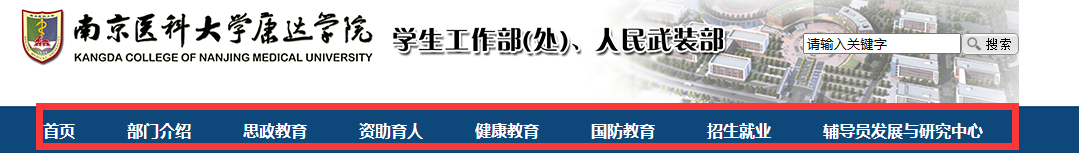 南京医科大学康达学院
KANGDA COLLEGE OF NANJING MEDICAL UNIVERSITY
学生工作部(处)、人民武装部
请输入关键字 搜索
首页 部门介绍 思政教育 资助育人 健康教育 国防教育 招生就业 辅导员发展与研究中心